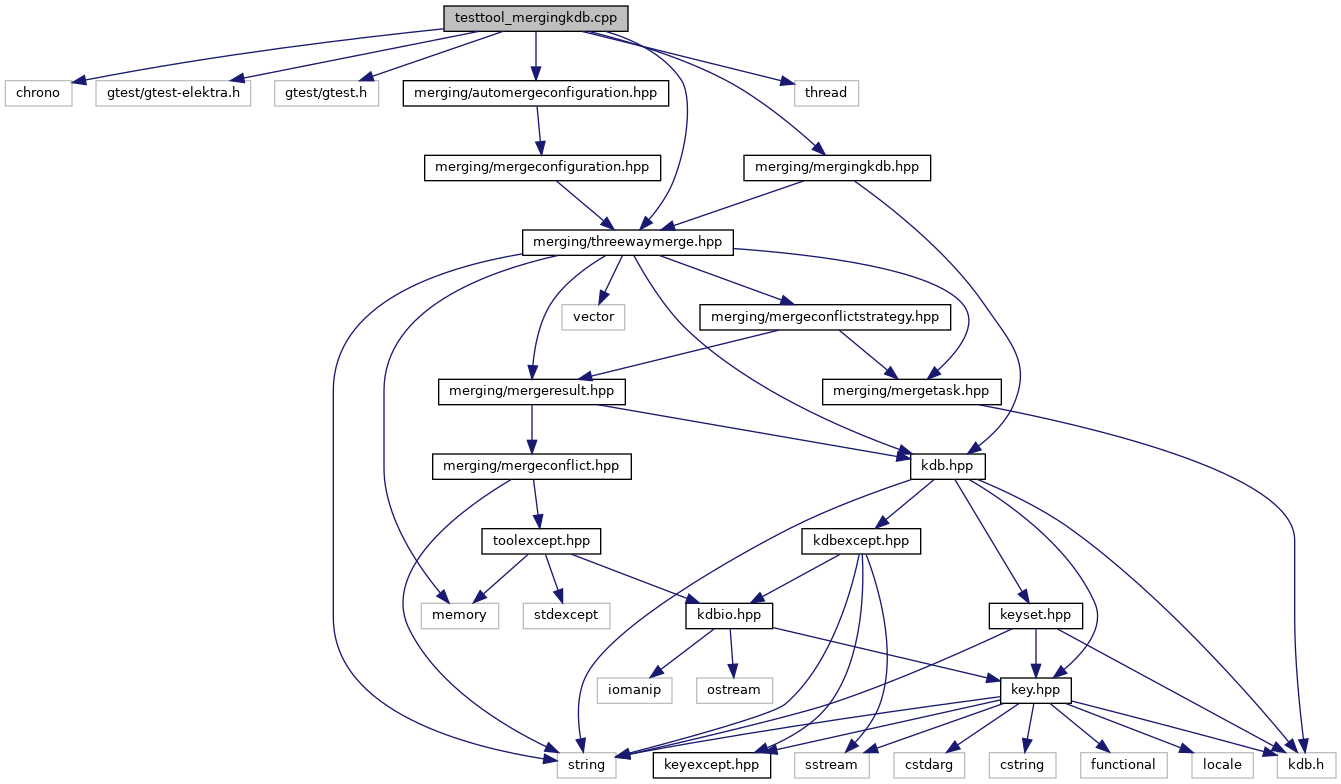 testtool_mergingkdb.cpp
chrono
gtest/gtest-elektra.h
gtest/gtest.h
merging/automergeconfiguration.hpp
thread
merging/mergeconfiguration.hpp
merging/mergingkdb.hpp
merging/threewaymerge.hpp
vector
merging/mergeconflictstrategy.hpp
merging/mergeresult.hpp
merging/mergetask.hpp
merging/mergeconflict.hpp
kdb.hpp
toolexcept.hpp
kdbexcept.hpp
memory
stdexcept
kdbio.hpp
keyset.hpp
iomanip
ostream
key.hpp
string
keyexcept.hpp
sstream
cstdarg
cstring
functional
locale
kdb.h